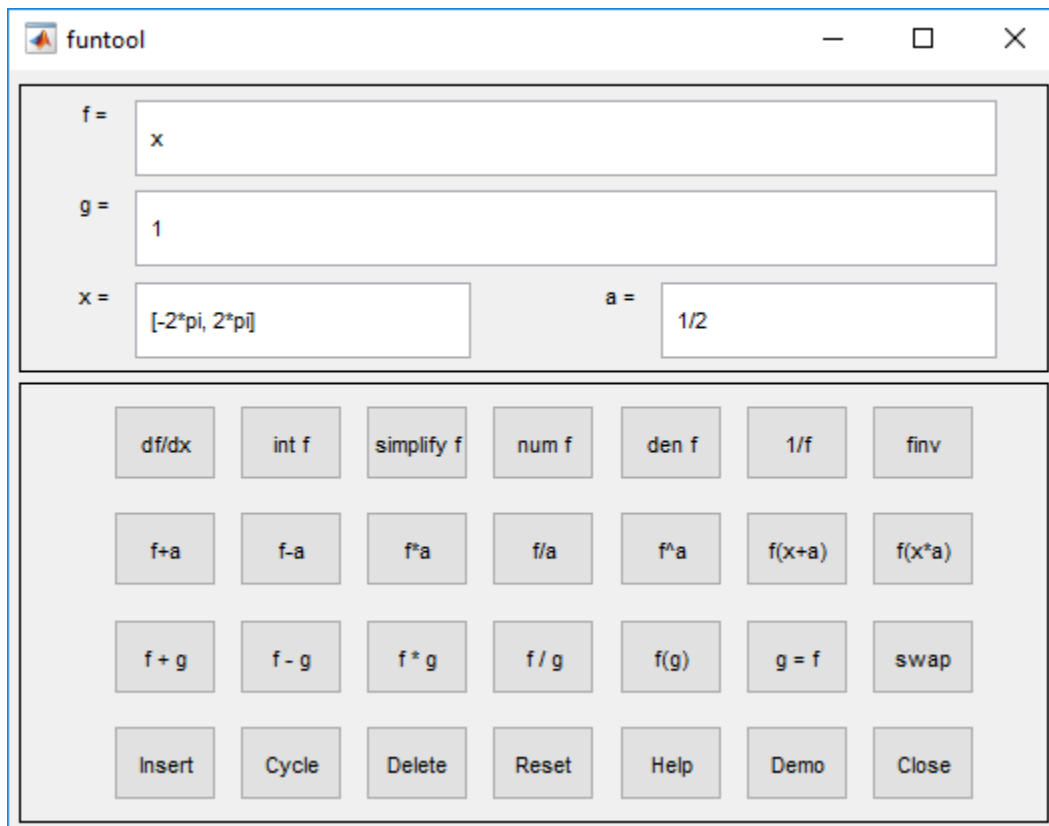 funtool
f =
x
g =
1
x =
[-2*pi, 2*pi]
a =
1/2
df/dx int f simplify f num f den f 1/f finv
f+a f-a f*a f/a f^a f(x+a) f(x*a)
f + g f - g f * g f / g f(g) g = f swap
Insert Cycle Delete Reset Help Demo Close